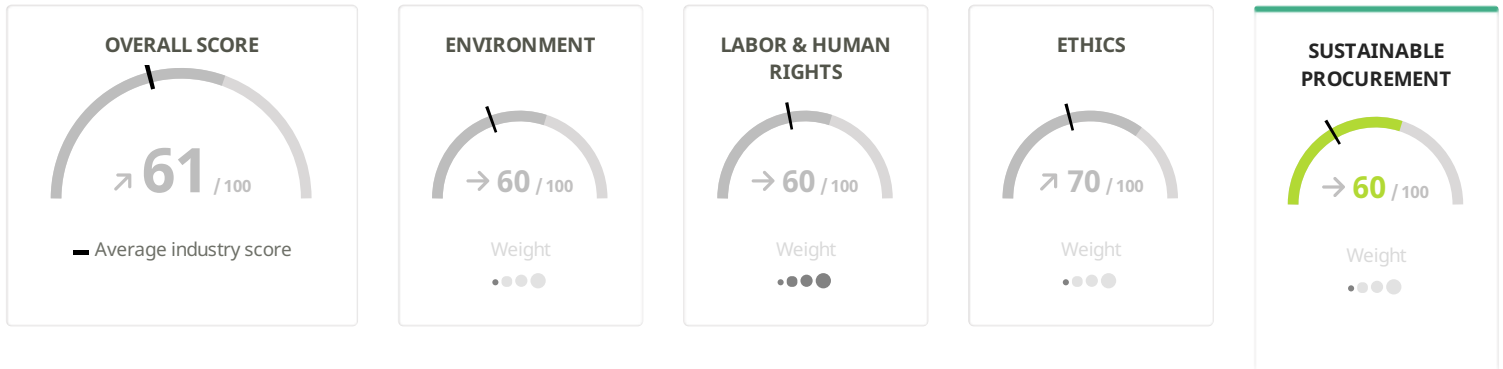 OVERALL SCORE
61 / 100
Average industry score
ENVIRONMENT
60 / 100
Weight
LABOR & HUMAN
RIGHTS
60 / 100
Weight
ETHICS
70 / 100
Weight
SUSTAINABLE
PROCUREMENT
60 / 100
Weight